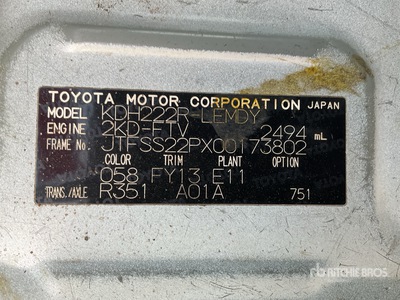 TOYOTA MOTOR CORPORATION JAPAN
MODEL KDH222R-LEMDY
ENGINE 2KD-FTV 2494 mL
FRAME No. JTFSS22PX00173802
COLOR TRIM PLANT OPTION
058 FY13 E11
TRANS./AXLE R351 A01A 751
rb RITCHIE BROS